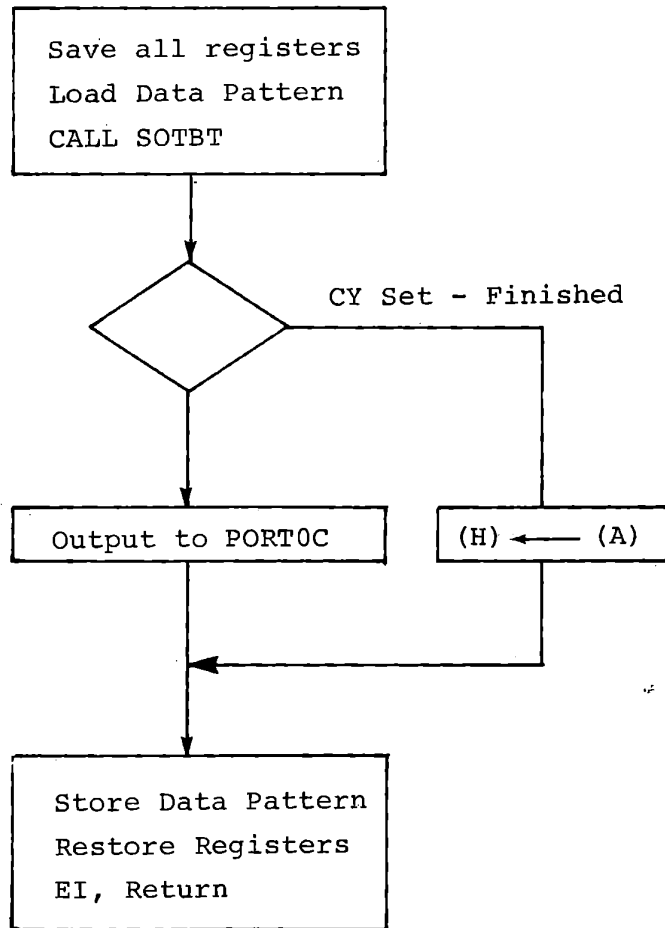 Save all registers
Load Data Pattern
CALL SOTBT
CY Set - Finished
Output to PORT0C
(H) ← (A)
Store Data Pattern
Restore Registers
EI, Return